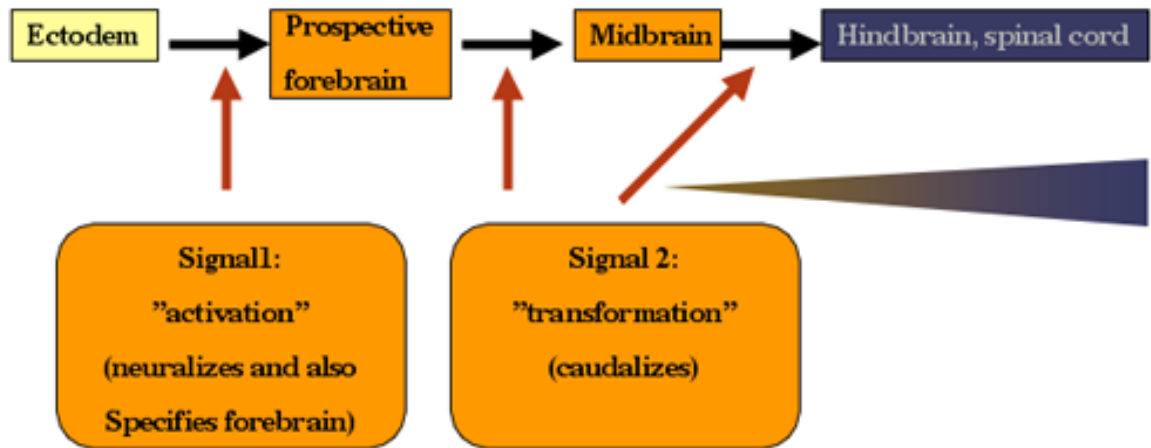 Ectodem
Prospective
forebrain
Midbrain
Hindbrain, spinal cord
Signal1:
”activation”
(neuralizes and also
Specifies forebrain)
Signal 2:
”transformation”
(caudalizes)